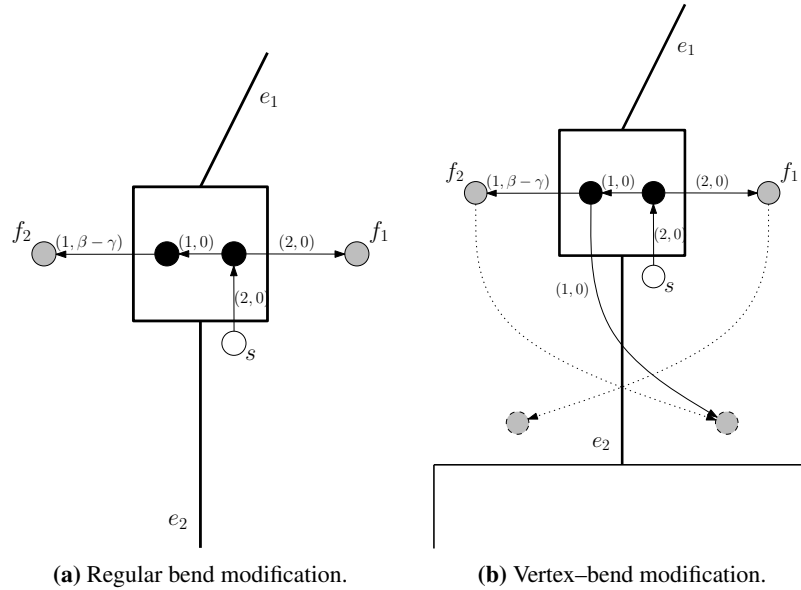 e₁
f₂
(1, β − γ)
(1, 0)
(2, 0)
f₁
(2, 0)
s
e₂
(a) Regular bend modification.
e₁
f₂
(1, β − γ)
(1, 0)
(2, 0)
f₁
(2, 0)
(1, 0)
s
e₂
(b) Vertex–bend modification.